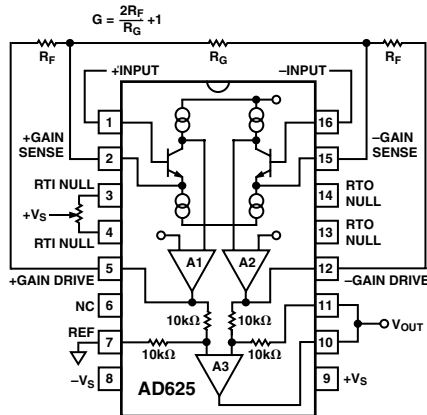 G = 2RF/RG +1
RF
RG
RF
+INPUT
–INPUT
1
16
+GAIN
SENSE
–GAIN
SENSE
2
15
RTI NULL
3
14
RTO
NULL
+VS
4
13
RTO
NULL
RTI NULL
A1
A2
5
12
+GAIN DRIVE
–GAIN DRIVE
10kΩ
10kΩ
NC
6
11
VOUT
REF
7
10kΩ
10kΩ
10
A3
–VS
8
AD625
9
+VS